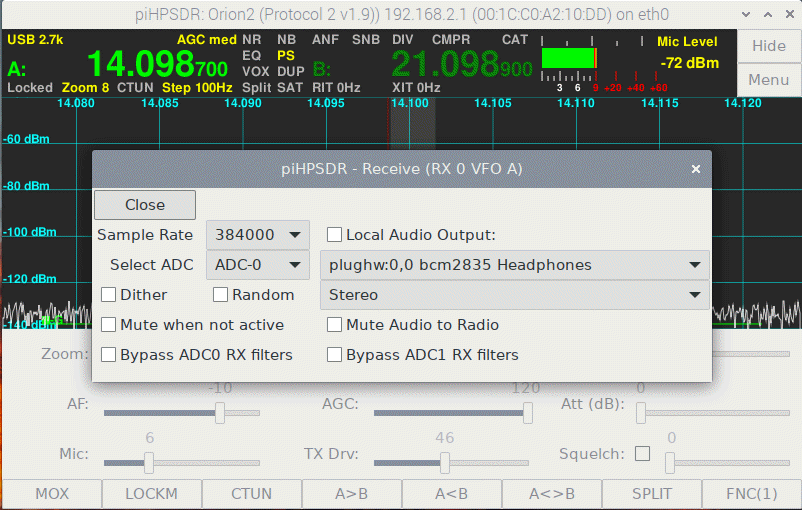 piHPSDR: Orion2 (Protocol 2 v1.9)) 192.168.2.1 (00:1C:C0:A2:10:DD) on eth0
USB 2.7k AGC med NR NB ANF SNB DIV CMPR CAT Mic Level Hide
A: 14.098700 EQ PS B: 21.098900 -72 dBm
VOX DUP
Locked Zoom 8 CTUN Step 100Hz Split SAT RIT 0Hz XIT 0Hz 3 6 9 +20 +40 +60 Menu
14.080 14.085 14.090 14.095 14.100 14.105 14.110 14.115 14.120
-60 dBm
piHPSDR - Receive (RX 0 VFO A) ×
-80 dBm
Close
-100 dBm
Sample Rate 384000 Local Audio Output:
Select ADC ADC-0 plughw:0,0 bcm2835 Headphones
-120 dBm
Dither Random Stereo
-140 dBm
Mute when not active Mute Audio to Radio
Zoom: Bypass ADC0 RX filters Bypass ADC1 RX filters
-10 120 0
AF: AGC: Att (dB):
6 46 0
Mic: TX Drv: Squelch:
MOX LOCKM CTUN A>B A<B A<>B SPLIT FNC(1)